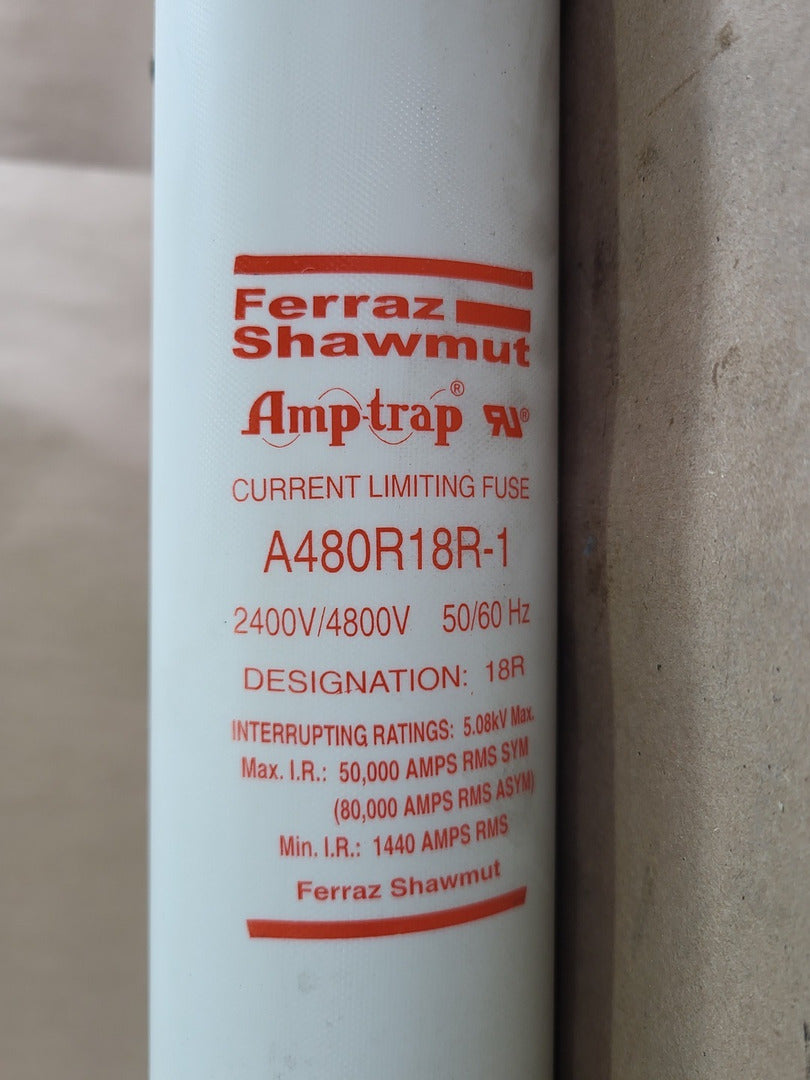 Ferraz
Shawmut
Amp-trap® RU®
CURRENT LIMITING FUSE
A480R18R-1
2400V/4800V 50/60 Hz
DESIGNATION: 18R
INTERRUPTING RATINGS: 5.08kV Max.
Max. I.R.: 50,000 AMPS RMS SYM
(80,000 AMPS RMS ASYM)
Min. I.R.: 1440 AMPS RMS
Ferraz Shawmut